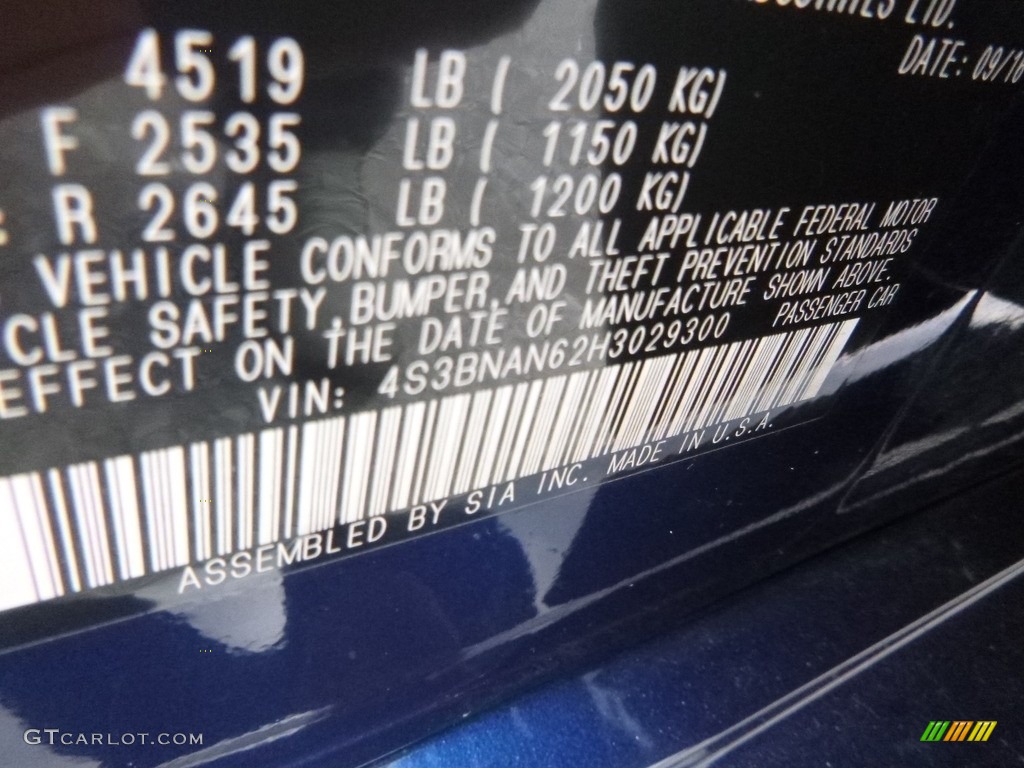 LTD.
DATE: 09/16
4519 LB ( 2050 KG)
F 2535 LB ( 1150 KG)
R 2645 LB ( 1200 KG)
VEHICLE CONFORMS TO ALL APPLICABLE FEDERAL MOTOR
CLE SAFETY, BUMPER, AND THEFT PREVENTION STANDARDS
EFFECT ON THE DATE OF MANUFACTURE SHOWN ABOVE.
VIN: 4S3BNAN62H3029300 PASSENGER CAR
ASSEMBLED BY SIA INC. MADE IN U.S.A.
GTCARLOT.COM